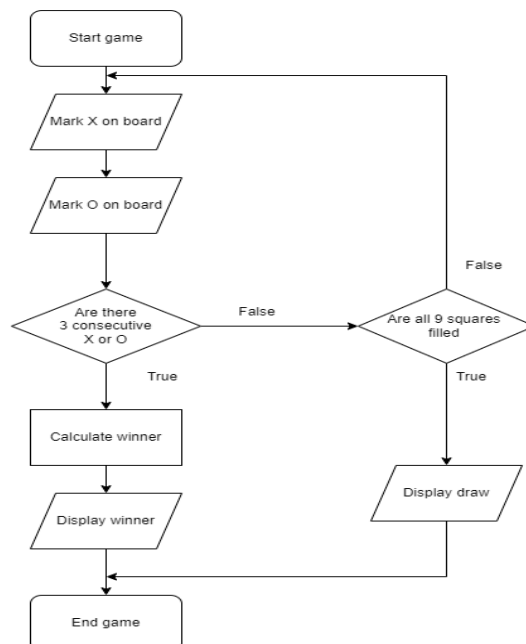 Start game
Mark X on board
Mark O on board
Are there
3 consecutive
X or O
False
Are all 9 squares
filled
False
True
True
Calculate winner
Display winner
Display draw
End game